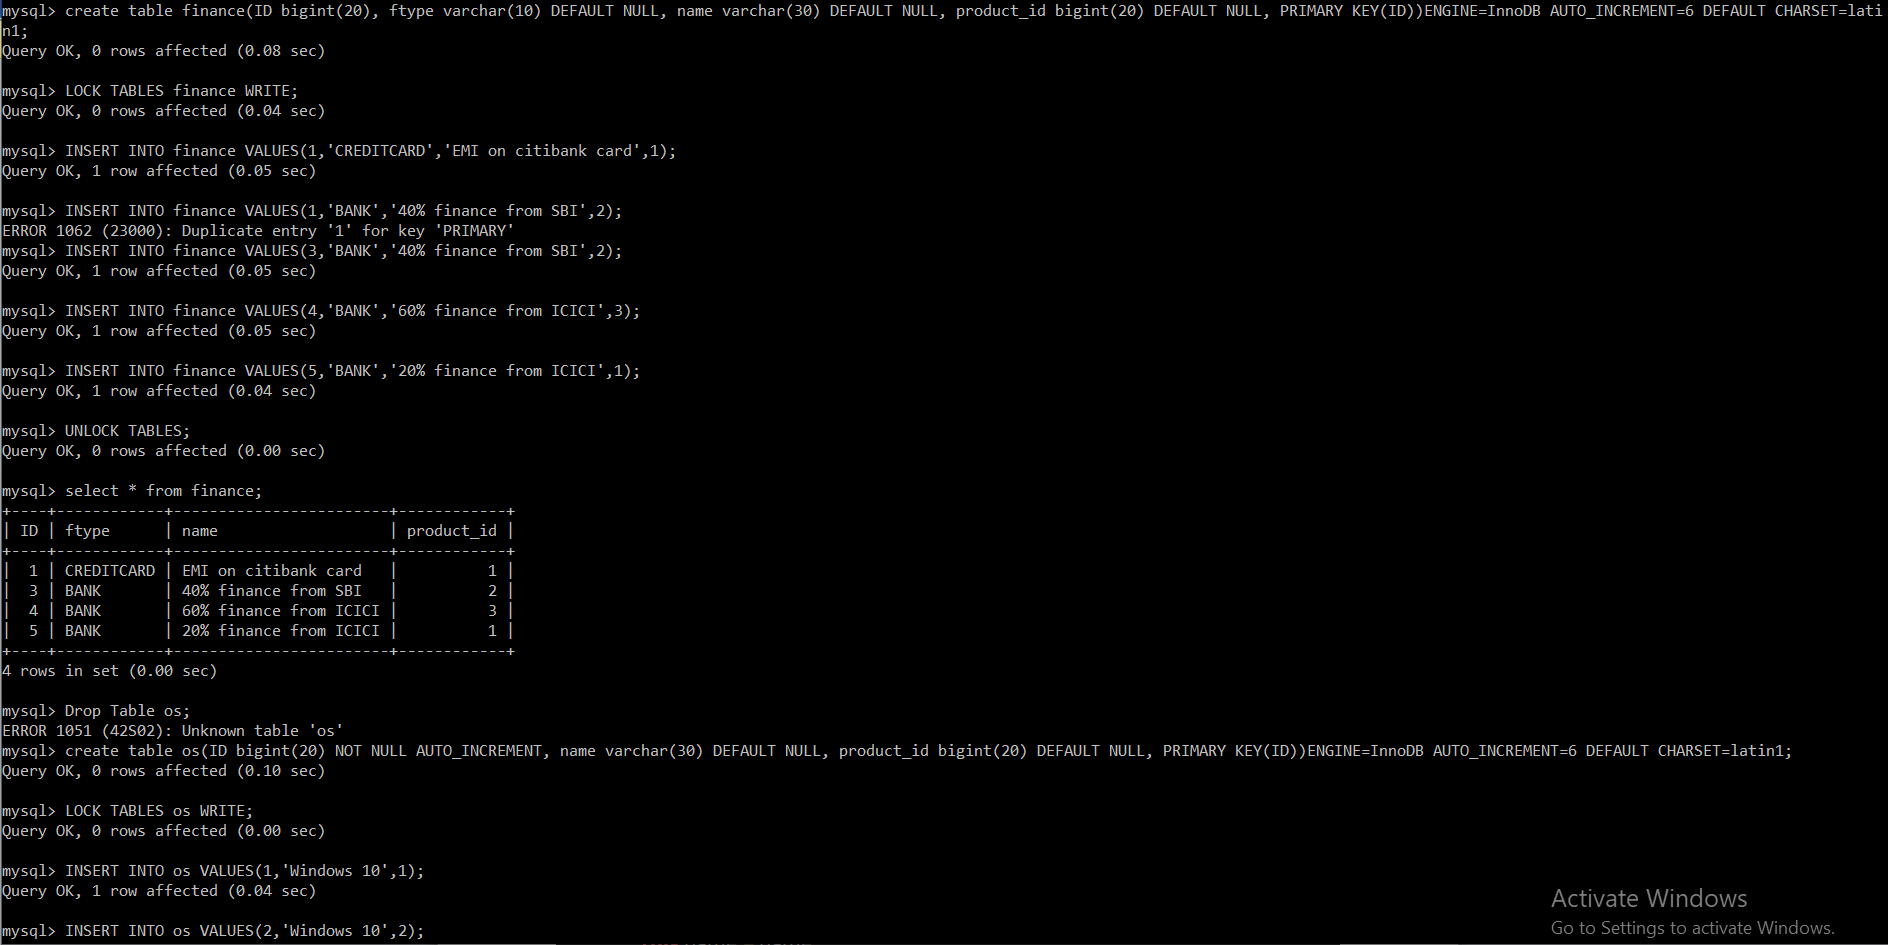 mysql> create table finance(ID bigint(20), ftype varchar(10) DEFAULT NULL, name varchar(30) DEFAULT NULL, product_id bigint(20) DEFAULT NULL, PRIMARY KEY(ID))ENGINE=InnoDB AUTO_INCREMENT=6 DEFAULT CHARSET=lati
n1;
Query OK, 0 rows affected (0.08 sec)
mysql> LOCK TABLES finance WRITE;
Query OK, 0 rows affected (0.04 sec)
mysql> INSERT INTO finance VALUES(1,'CREDITCARD','EMI on citibank card',1);
Query OK, 1 row affected (0.05 sec)
mysql> INSERT INTO finance VALUES(1,'BANK','40% finance from SBI',2);
ERROR 1062 (23000): Duplicate entry '1' for key 'PRIMARY'
mysql> INSERT INTO finance VALUES(3,'BANK','40% finance from SBI',2);
Query OK, 1 row affected (0.05 sec)
mysql> INSERT INTO finance VALUES(4,'BANK','60% finance from ICICI',3);
Query OK, 1 row affected (0.05 sec)
mysql> INSERT INTO finance VALUES(5,'BANK','20% finance from ICICI',1);
Query OK, 1 row affected (0.04 sec)
mysql> UNLOCK TABLES;
Query OK, 0 rows affected (0.00 sec)
mysql> select * from finance;
+----+------------+------------------------+------------+
| ID | ftype      | name                   | product_id |
+----+------------+------------------------+------------+
|  1 | CREDITCARD | EMI on citibank card   |          1 |
|  3 | BANK       | 40% finance from SBI   |          2 |
|  4 | BANK       | 60% finance from ICICI |          3 |
|  5 | BANK       | 20% finance from ICICI |          1 |
+----+------------+------------------------+------------+
4 rows in set (0.00 sec)
mysql> Drop Table os;
ERROR 1051 (42S02): Unknown table 'os'
mysql> create table os(ID bigint(20) NOT NULL AUTO_INCREMENT, name varchar(30) DEFAULT NULL, product_id bigint(20) DEFAULT NULL, PRIMARY KEY(ID))ENGINE=InnoDB AUTO_INCREMENT=6 DEFAULT CHARSET=latin1;
Query OK, 0 rows affected (0.10 sec)
mysql> LOCK TABLES os WRITE;
Query OK, 0 rows affected (0.00 sec)
mysql> INSERT INTO os VALUES(1,'Windows 10',1);
Query OK, 1 row affected (0.04 sec)
mysql> INSERT INTO os VALUES(2,'Windows 10',2);
Activate Windows
Go to Settings to activate Windows.